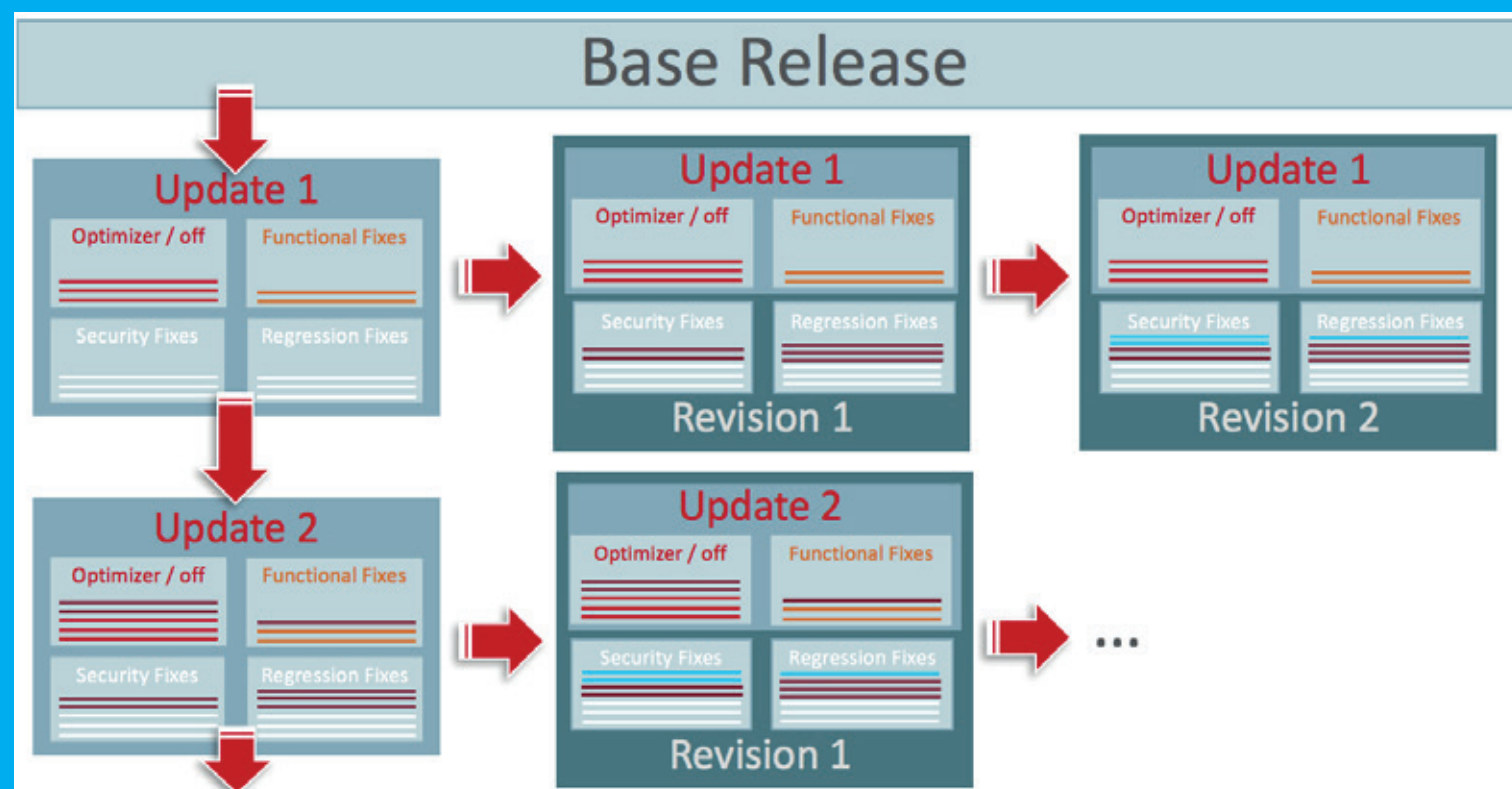 Base Release
Update 1
Optimizer / off
Functional Fixes
Security Fixes
Regression Fixes
Update 1
Optimizer / off
Functional Fixes
Security Fixes
Regression Fixes
Revision 1
Update 1
Optimizer / off
Functional Fixes
Security Fixes
Regression Fixes
Revision 2
Update 2
Optimizer / off
Functional Fixes
Security Fixes
Regression Fixes
Update 2
Optimizer / off
Functional Fixes
Security Fixes
Regression Fixes
Revision 1
...